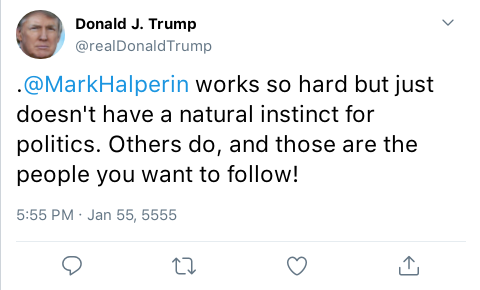 Donald J. Trump
@realDonaldTrump
.@MarkHalperin works so hard but just
doesn't have a natural instinct for
politics. Others do, and those are the
people you want to follow!
5:55 PM · Jan 55, 5555